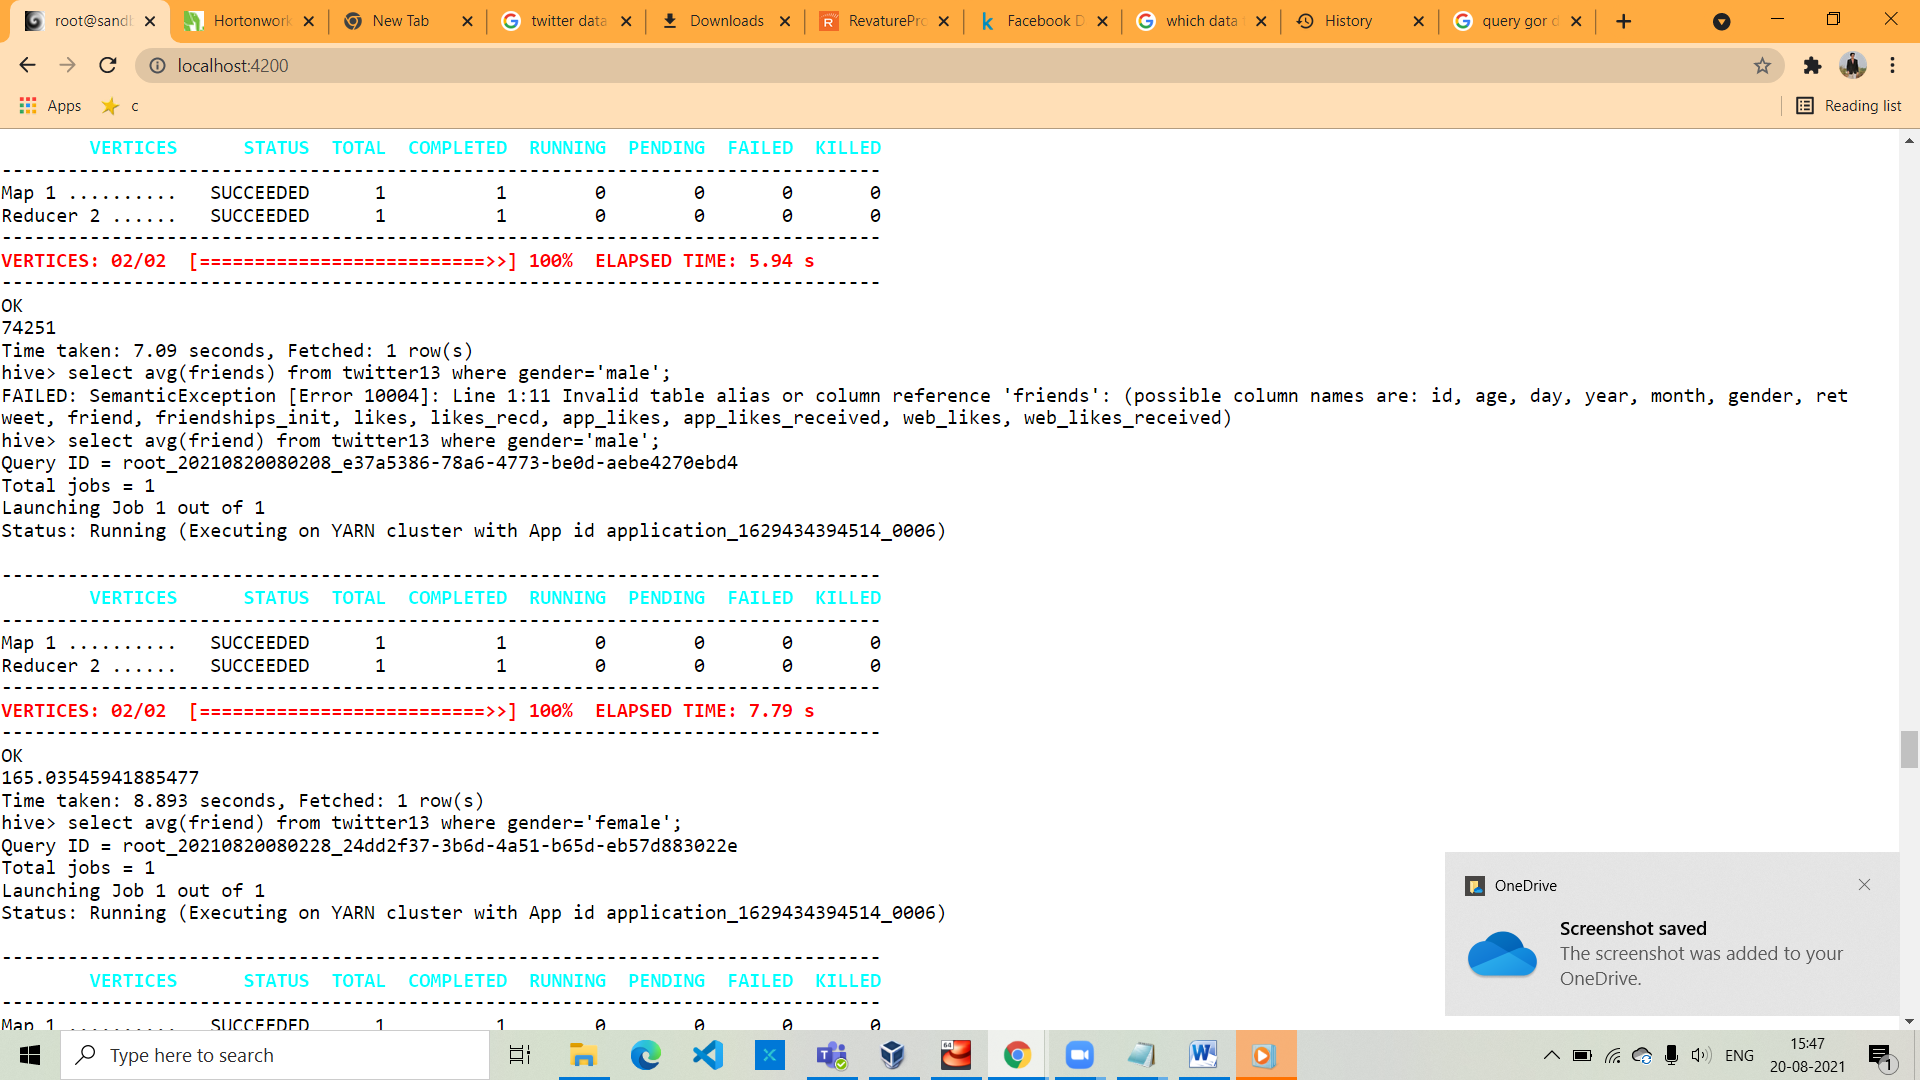 root@sandb
Hortonwork
New Tab
twitter data
Downloads
RevaturePro
Facebook D
which data
History
query gor d
localhost:4200
Apps
c
Reading list
VERTICES STATUS TOTAL COMPLETED RUNNING PENDING FAILED KILLED
--------------------------------------------------------------------------------
Map 1 .......... SUCCEEDED 1 1 0 0 0 0
Reducer 2 ...... SUCCEEDED 1 1 0 0 0 0
--------------------------------------------------------------------------------
VERTICES: 02/02 [==========================>>] 100% ELAPSED TIME: 5.94 s
--------------------------------------------------------------------------------
OK
74251
Time taken: 7.09 seconds, Fetched: 1 row(s)
hive> select avg(friends) from twitter13 where gender='male';
FAILED: SemanticException [Error 10004]: Line 1:11 Invalid table alias or column reference 'friends': (possible column names are: id, age, day, year, month, gender, ret
weet, friend, friendships_init, likes, likes_recd, app_likes, app_likes_received, web_likes, web_likes_received)
hive> select avg(friend) from twitter13 where gender='male';
Query ID = root_20210820080208_e37a5386-78a6-4773-be0d-aebe4270ebd4
Total jobs = 1
Launching Job 1 out of 1
Status: Running (Executing on YARN cluster with App id application_1629434394514_0006)
--------------------------------------------------------------------------------
VERTICES STATUS TOTAL COMPLETED RUNNING PENDING FAILED KILLED
--------------------------------------------------------------------------------
Map 1 .......... SUCCEEDED 1 1 0 0 0 0
Reducer 2 ...... SUCCEEDED 1 1 0 0 0 0
--------------------------------------------------------------------------------
VERTICES: 02/02 [==========================>>] 100% ELAPSED TIME: 7.79 s
--------------------------------------------------------------------------------
OK
165.03545941885477
Time taken: 8.893 seconds, Fetched: 1 row(s)
hive> select avg(friend) from twitter13 where gender='female';
Query ID = root_20210820080228_24dd2f37-3b6d-4a51-b65d-eb57d883022e
Total jobs = 1
Launching Job 1 out of 1
Status: Running (Executing on YARN cluster with App id application_1629434394514_0006)
--------------------------------------------------------------------------------
VERTICES STATUS TOTAL COMPLETED RUNNING PENDING FAILED KILLED
--------------------------------------------------------------------------------
Map 1 .......... SUCCEEDED 1 1 0 0 0 0
OneDrive
Screenshot saved
The screenshot was added to your
OneDrive.
Type here to search
64
ENG
15:47
20-08-2021
1